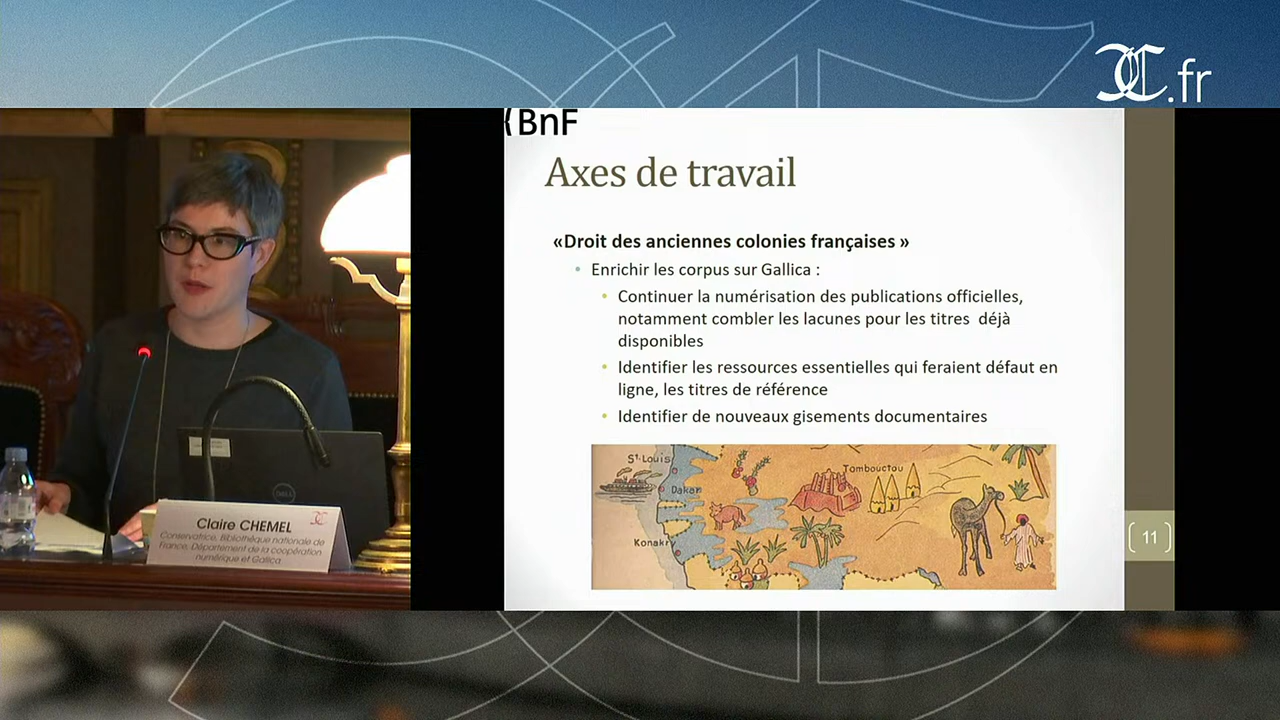 CC.fr
BnF
Axes de travail
«Droit des anciennes colonies françaises »
Enrichir les corpus sur Gallica :
Continuer la numérisation des publications officielles,
notamment combler les lacunes pour les titres déjà
disponibles
Identifier les ressources essentielles qui feraient défaut en
ligne, les titres de référence
Identifier de nouveaux gisements documentaires
St Louis
Tombouctou
Dakar
Konakry
11
DELL
Claire CHEMEL
Conservatrice, Bibliothèque nationale de
France, Département de la coopération
numérique et Gallica